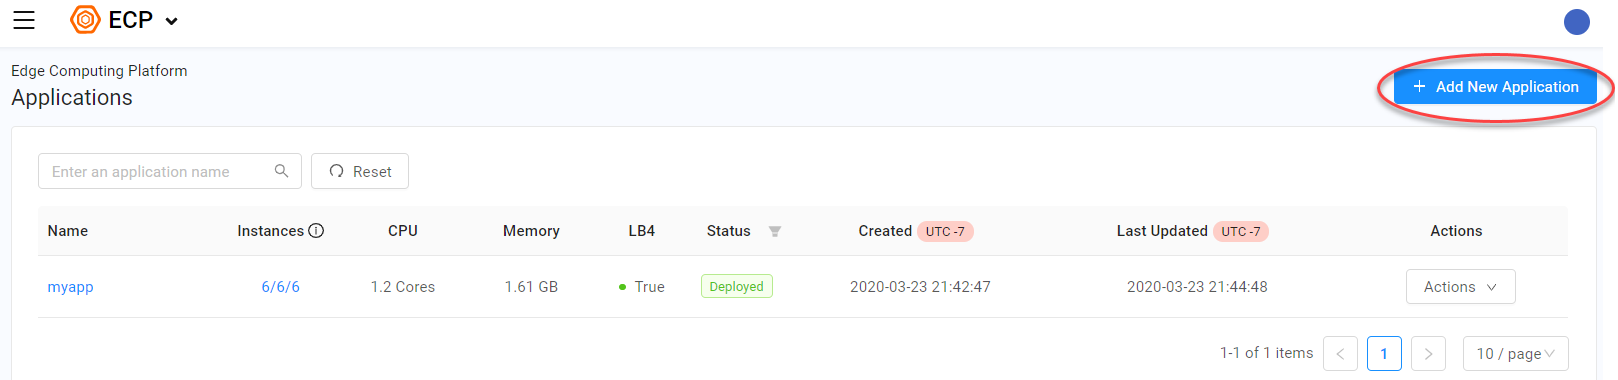 ECP
Edge Computing Platform
Applications
+ Add New Application
Enter an application name
Reset
Name Instances CPU Memory LB4 Status Created UTC -7 Last Updated UTC -7 Actions
myapp 6/6/6 1.2 Cores 1.61 GB True Deployed 2020-03-23 21:42:47 2020-03-23 21:44:48 Actions
1-1 of 1 items < 1 > 10 / page